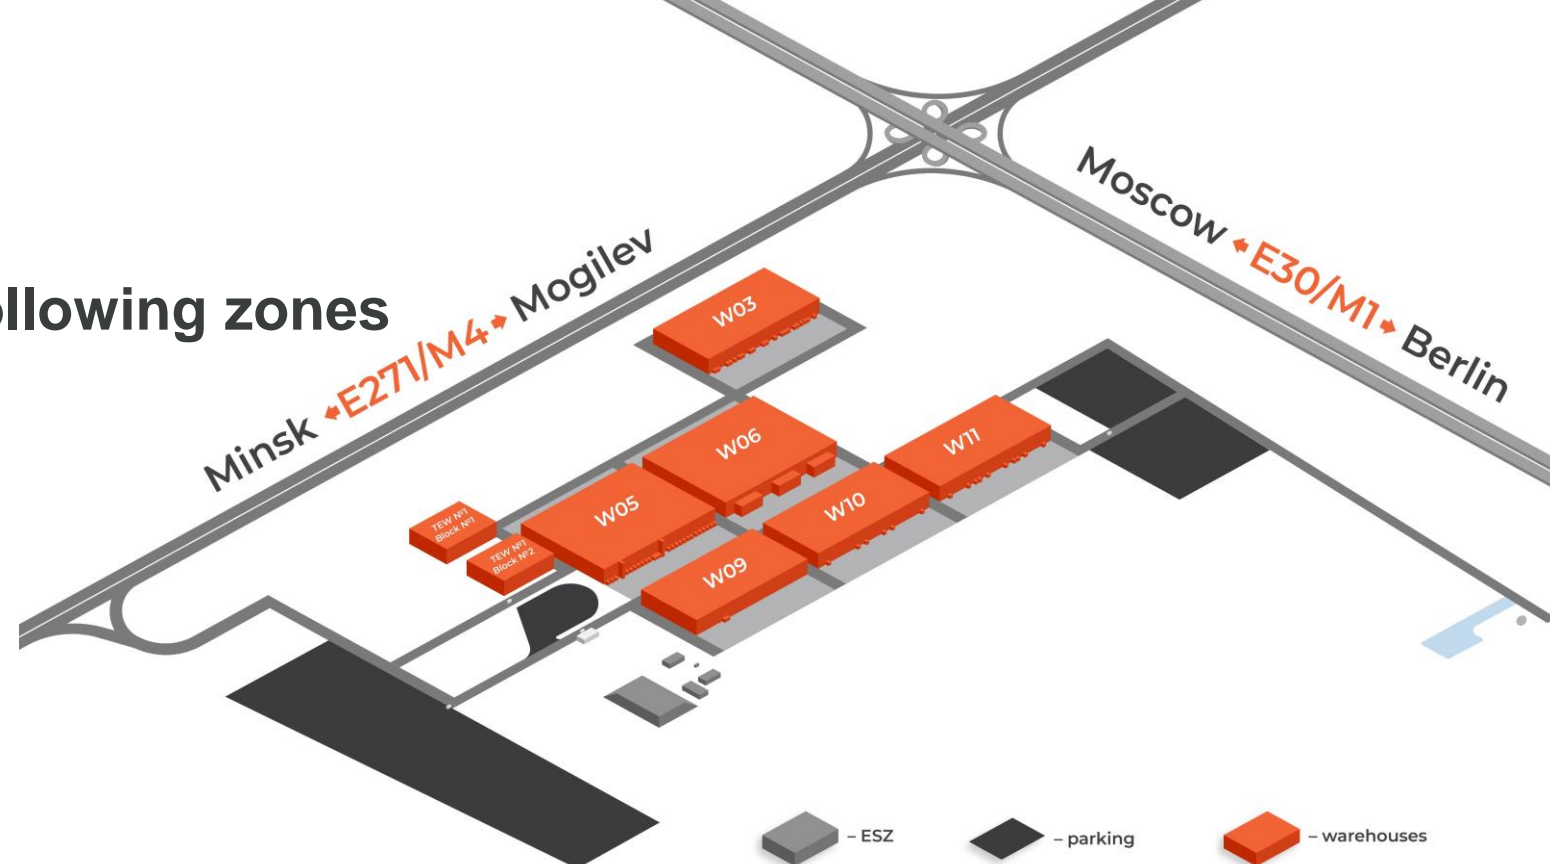 ollowing zones
Minsk E271/M4 Mogilev
Moscow E30/M1 Berlin
W03
W06
W11
W05
W10
TEW №1
Block №1
TEW №1
Block №2
W09
– ESZ
– parking
– warehouses